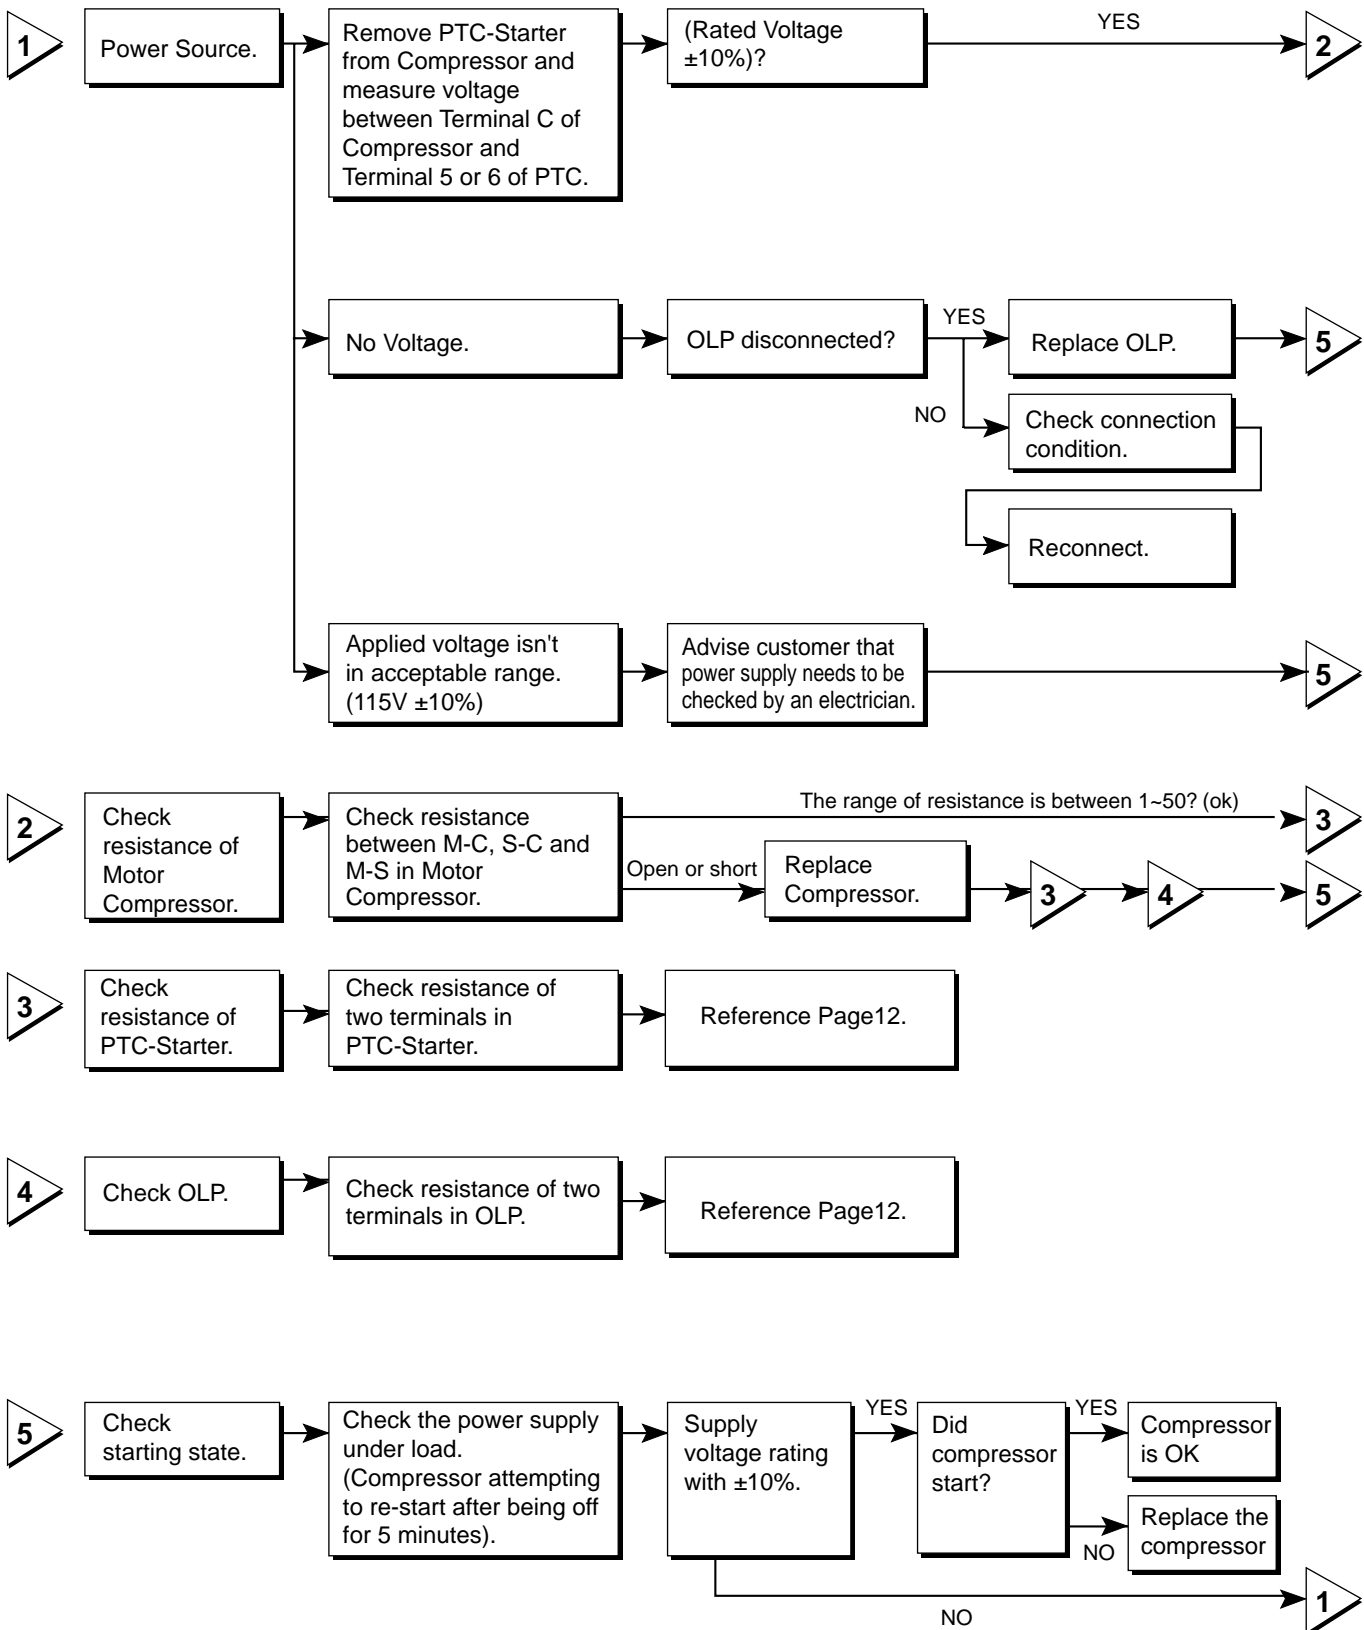 1
Power Source.
Remove PTC-Starter
from Compressor and
measure voltage
between Terminal C of
Compressor and
Terminal 5 or 6 of PTC.
(Rated Voltage
±10%)?
YES
2
No Voltage.
OLP disconnected?
YES
Replace OLP.
5
NO
Check connection
condition.
Reconnect.
Applied voltage isn't
in acceptable range.
(115V ±10%)
Advise customer that
power supply needs to be
checked by an electrician.
5
2
Check
resistance of
Motor
Compressor.
Check resistance
between M-C, S-C and
M-S in Motor
Compressor.
The range of resistance is between 1~50? (ok)
3
Open or short
Replace
Compressor.
3
4
5
3
Check
resistance of
PTC-Starter.
Check resistance of
two terminals in
PTC-Starter.
Reference Page12.
4
Check OLP.
Check resistance of two
terminals in OLP.
Reference Page12.
5
Check
starting state.
Check the power supply
under load.
(Compressor attempting
to re-start after being off
for 5 minutes).
Supply
voltage rating
with ±10%.
YES
Did
compressor
start?
YES
Compressor
is OK
NO
Replace the
compressor
NO
1